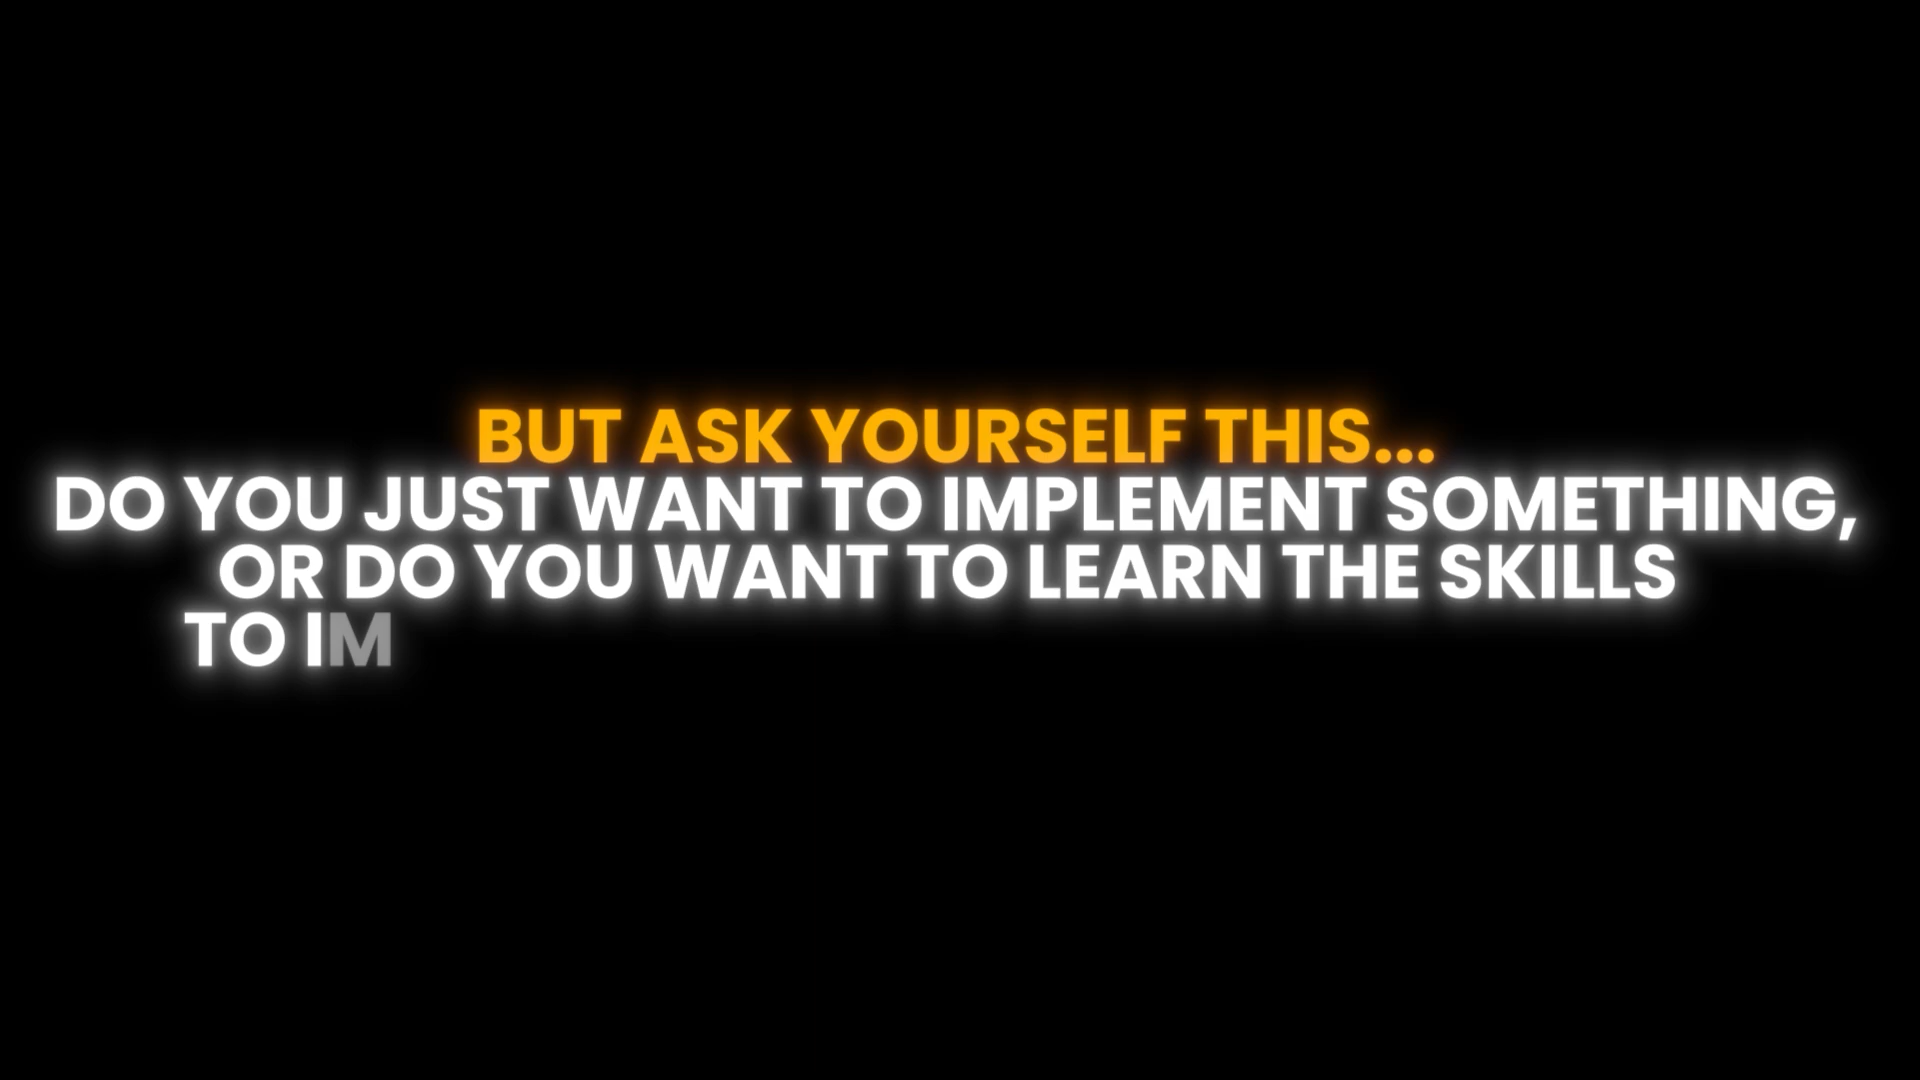 BUT ASK YOURSELF THIS...
DO YOU JUST WANT TO IMPLEMENT SOMETHING,
OR DO YOU WANT TO LEARN THE SKILLS
TO IM